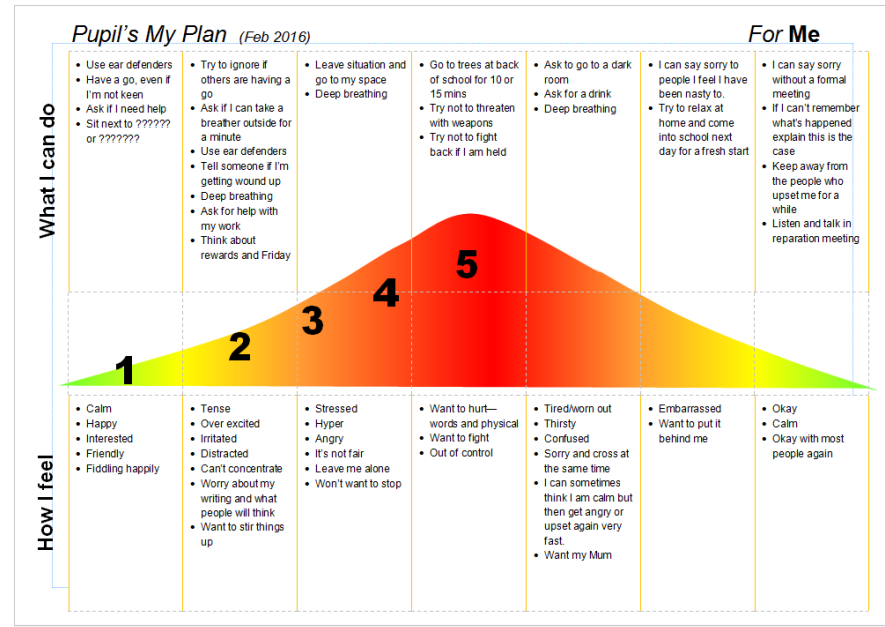 Pupil's My Plan (Feb 2016)
For Me
What I can do
• Use ear defenders
• Have a go, even if
I'm not keen
• Ask if I need help
• Sit next to ??????
or ???????
• Try to ignore if
others are having a
go
• Ask if I can take a
breather outside for
a minute
• Use ear defenders
• Tell someone if I'm
getting wound up
• Deep breathing
• Ask for help with
my work
• Think about
rewards and Friday
• Leave situation and
go to my space
• Deep breathing
• Go to trees at back
of school for 10 or
15 mins
• Try not to threaten
with weapons
• Try not to fight
back if I am held
• Ask to go to a dark
room
• Ask for a drink
• Deep breathing
• I can say sorry to
people I feel I have
been nasty to.
• Try to relax at
home and come
into school next
day for a fresh start
• I can say sorry
without a formal
meeting
• If I can't remember
what's happened
explain this is the
case
• Keep away from
the people who
upset me for a
while
• Listen and talk in
reparation meeting
1
2
3
4
5
How I feel
• Calm
• Happy
• Interested
• Friendly
• Fiddling happily
• Tense
• Over excited
• Irritated
• Distracted
• Can't concentrate
• Worry about my
writing and what
people will think
• Want to stir things
up
• Stressed
• Hyper
• Angry
• It's not fair
• Leave me alone
• Won't want to stop
• Want to hurt—
words and physical
• Want to fight
• Out of control
• Tired/worn out
• Thirsty
• Confused
• Sorry and cross at
the same time
• I can sometimes
think I am calm but
then get angry or
upset again very
fast.
• Want my Mum
• Embarrassed
• Want to put it
behind me
• Okay
• Calm
• Okay with most
people again